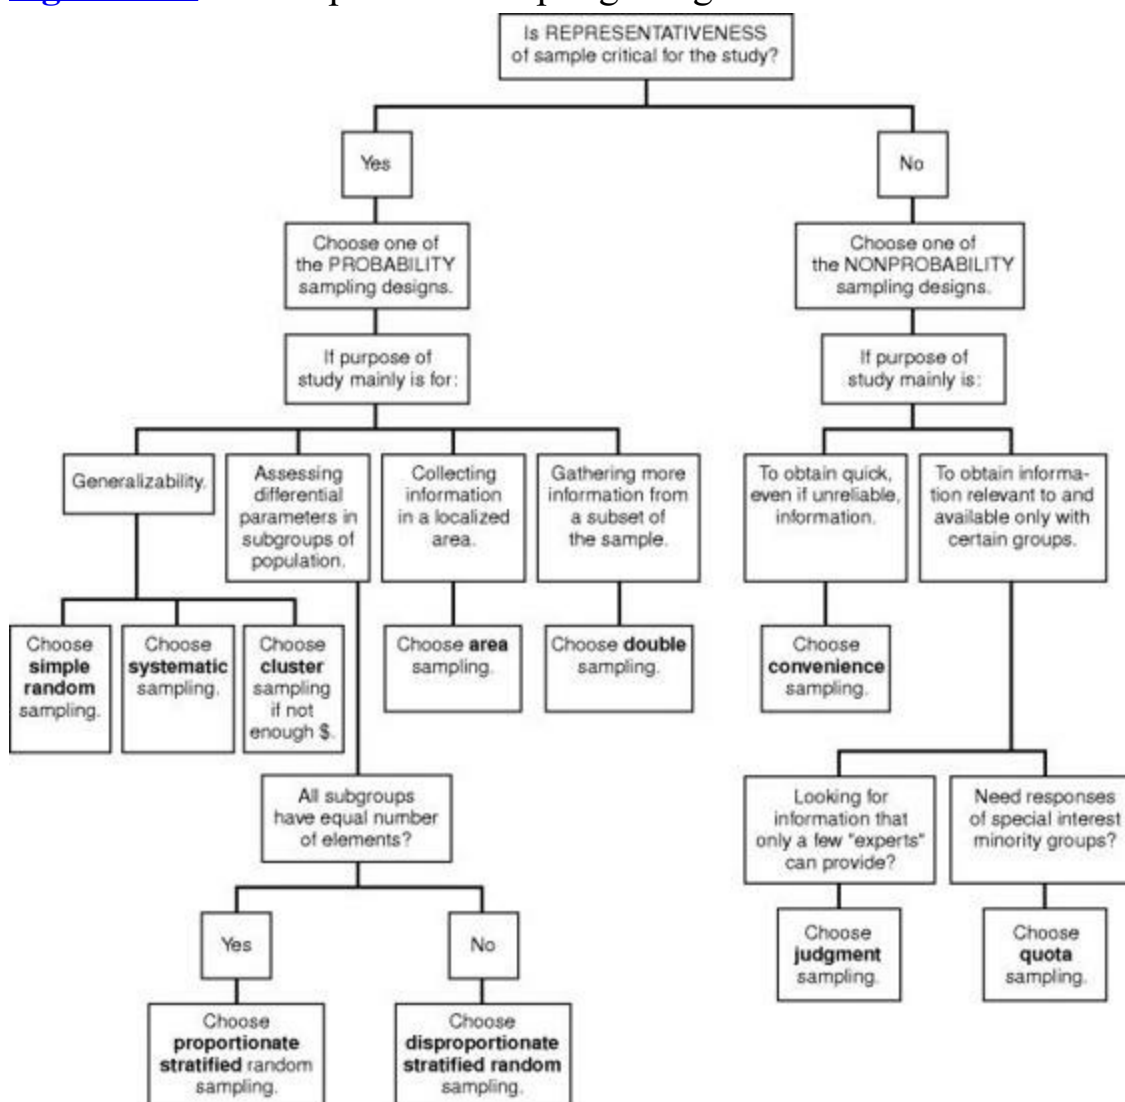 Is REPRESENTATIVENESS
of sample critical for the study?
Yes
No
Choose one of
the PROBABILITY
sampling designs.
Choose one of
the NONPROBABILITY
sampling designs.
If purpose of
study mainly is for:
If purpose of
study mainly is:
Generalizability.
Assessing
differential
parameters in
subgroups of
population.
Collecting
information
in a localized
area.
Gathering more
information from
a subset of
the sample.
To obtain quick,
even if unreliable,
information.
To obtain informa-
tion relevant to and
available only with
certain groups.
Choose
simple
random
sampling.
Choose
systematic
sampling.
Choose
cluster
sampling
if not
enough $.
Choose area
sampling.
Choose double
sampling.
Choose
convenience
sampling.
All subgroups
have equal number
of elements?
Looking for
information that
only a few "experts"
can provide?
Need responses
of special interest
minority groups?
Yes
No
Choose
judgment
sampling.
Choose
quota
sampling.
Choose
proportionate
stratified random
sampling.
Choose
disproportionate
stratified random
sampling.